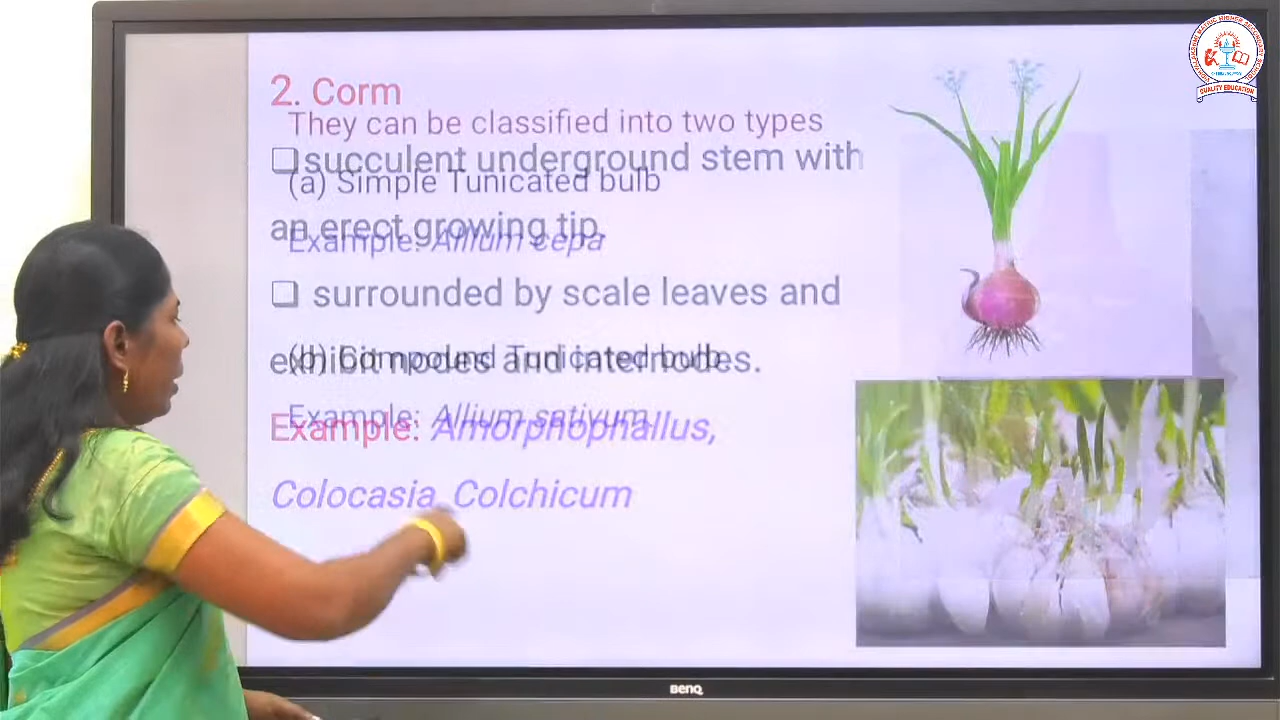 2. Corm
They can be classified into two types
❑succulent underground stem with
(a) Simple Tunicated bulb
an erect growing tip.
Example: Allium cepa
❑ surrounded by scale leaves and
(b) Compound Tunicated bulb
exhibit nodes and internodes.
Example: Allium sativum
Example: Amorphophallus,
Colocasia, Colchicum
BenQ
QUALITY EDUCATION